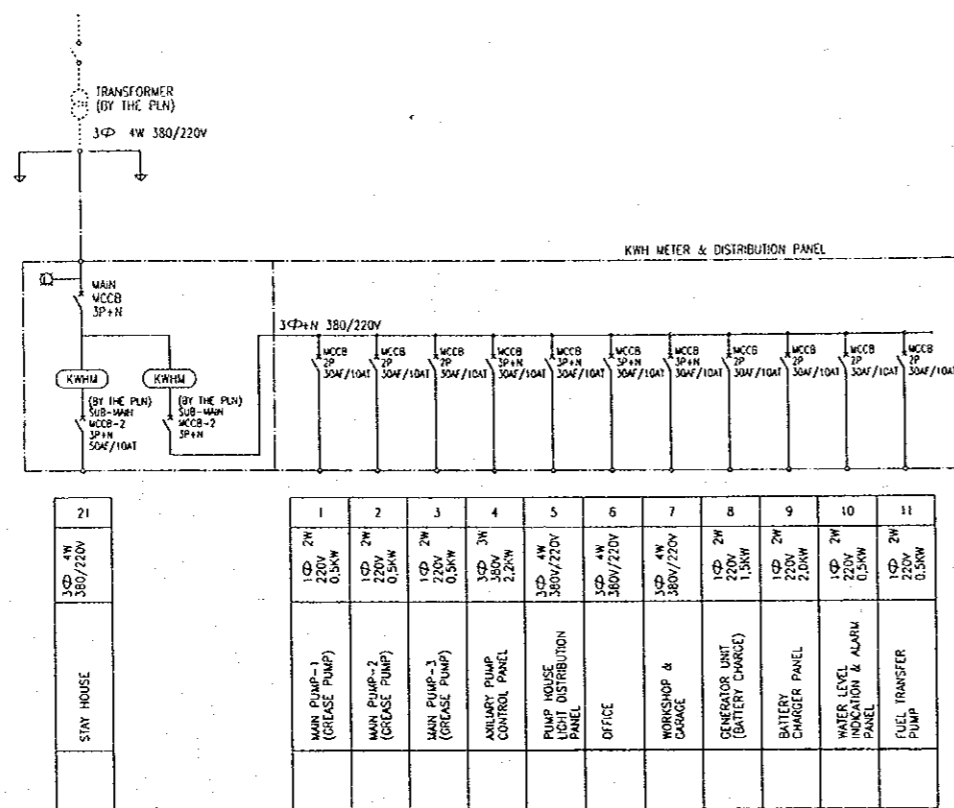 TRANSFORMER
(BY THE PLN)
3Φ 4W 380/220V
KWH METER & DISTRIBUTION PANEL
MAIN
MCCB
3P+N
3Φ+N 380/220V
KWHM
KWHM
(BY THE PLN)
SUB-MAIN
MCCB-2
3P+N
50AF/10AT
(BY THE PLN)
SUB-MAIN
MCCB-2
3P+N
MCCB
2P
30AF/10AT
MCCB
2P
30AF/10AT
MCCB
2P
30AF/10AT
MCCB
3P+N
30AF/10AT
MCCB
3P+N
30AF/10AT
MCCB
3P+N
30AF/10AT
MCCB
3P+N
30AF/10AT
MCCB
2P
30AF/10AT
MCCB
2P
30AF/10AT
MCCB
2P
30AF/10AT
MCCB
2P
30AF/10AT
21
3Φ 4W
380/220V
STAY HOUSE
1
1Φ 2W
220V
0,5KW
MAIN PUMP-1
(GREASE PUMP)
2
1Φ 2W
220V
0,5KW
MAIN PUMP-2
(GREASE PUMP)
3
1Φ 2W
220V
0,5KW
MAIN PUMP-3
(GREASE PUMP)
4
3Φ 3W
380V
2,2KW
AXILIARY PUMP
CONTROL PANEL
5
3Φ 4W
380V/220V
PUMP HOUSE
LIGHT DISTRIBUTION
PANEL
6
3Φ 4W
380V/220V
OFFICE
7
3Φ 4W
380V/220V
WORKSHOP &
GARAGE
8
1Φ 2W
220V
1,5KW
GENERATOR UNIT
(BATTERY CHARGE)
9
1Φ 2W
220V
2,0KW
BATTERY
CHARGER PANEL
10
1Φ 2W
220V
0,5KW
WATER LEVEL
INDICATION & ALARM
PANEL
11
1Φ 2W
220V
0,5KW
FUEL TRANSFER
PUMP